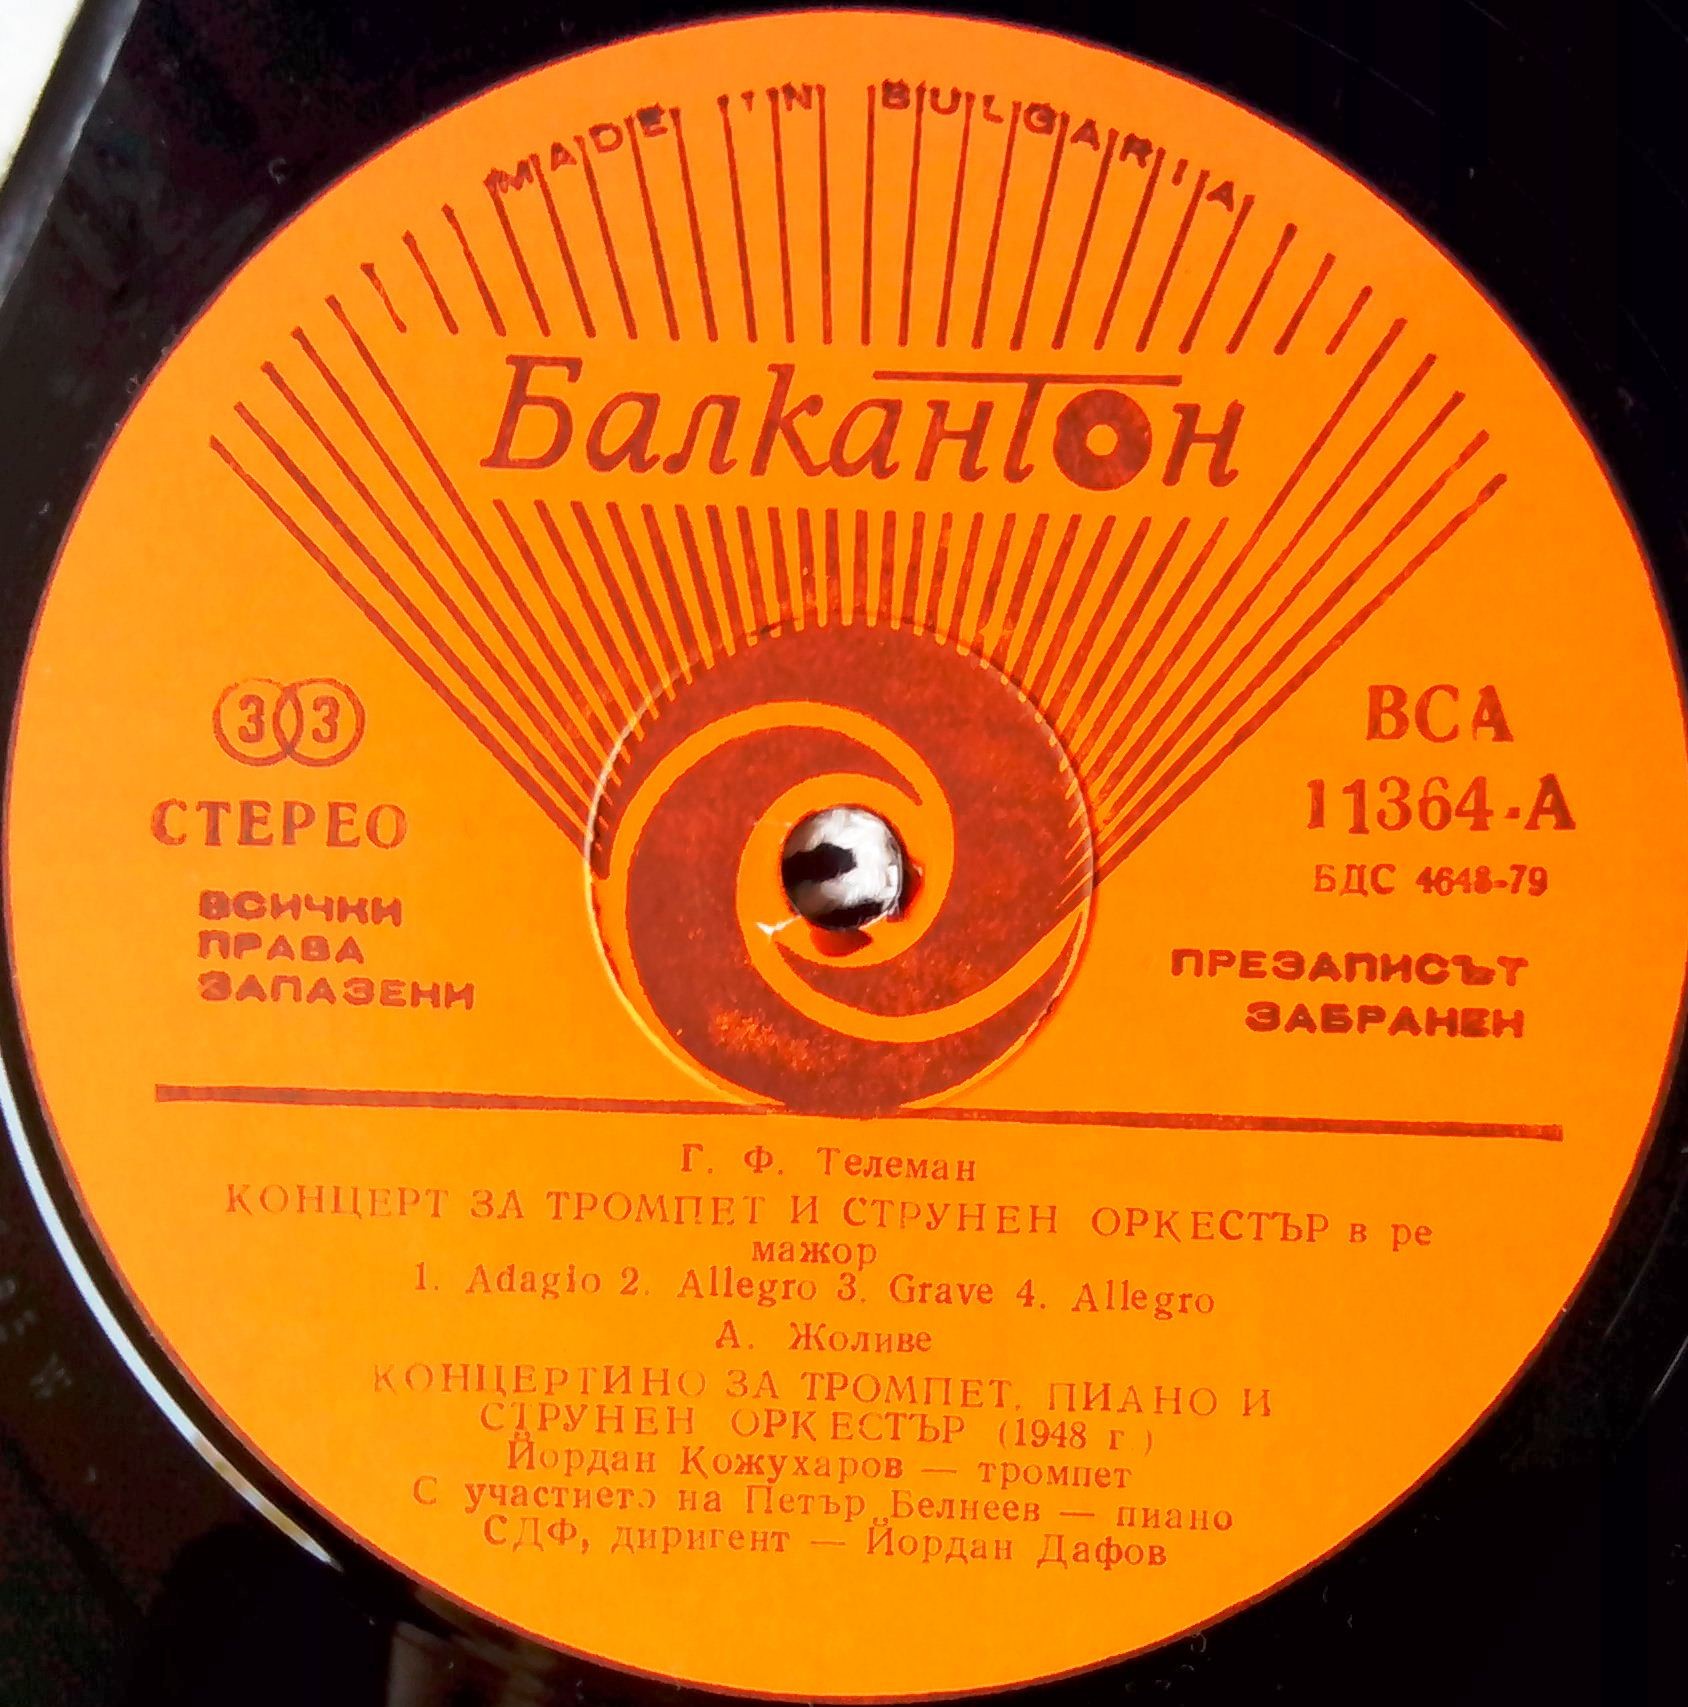 MADE IN BULGARIA
Балкантон
33
СТЕРЕО
ВСИЧКИ
ПРАВА
ЗАПАЗЕНИ
ВСА
11364-А
БДС 4648-79
ПРЕЗАПИСЪТ
ЗАБРАНЕН
Г. Ф. Телеман
КОНЦЕРТ ЗА ТРОМПЕТ И СТРУНЕН ОРКЕСТЪР в ре
мажор
1. Adagio 2. Allegro 3. Grave 4. Allegro
А. Жоливе
КОНЦЕРТИНО ЗА ТРОМПЕТ, ПИАНО И
СТРУНЕН ОРКЕСТЪР (1948 г.)
Йордан Кожухаров — тромпет
С участието на Петър Белнеев — пиано
СДФ, диригент — Йордан Дафов